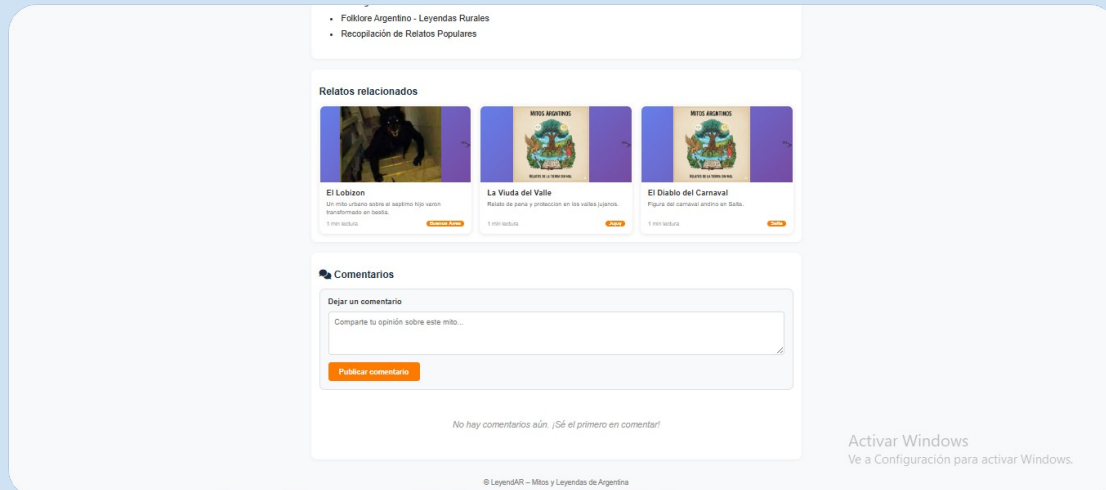 Folklore Argentino - Leyendas Rurales
Recopilación de Relatos Populares
Relatos relacionados
MITOS ARGNTINOS
MITOS ARGNTINOS
El Lobizon
Un mito urbano sobre el septimo hijo varon
transformado en bestia.
1 min lectura
Buenos Aires
La Viuda del Valle
Relato de pena y proteccion en los valles jujenos.
1 min lectura
Jujuy
El Diablo del Carnaval
Figura del carnaval andino en Salta.
1 min lectura
Salta
Comentarios
Dejar un comentario
Comparte tu opinión sobre este mito...
Publicar comentario
No hay comentarios aún. ¡Sé el primero en comentar!
Activar Windows
Ve a Configuración para activar Windows.
© LeyendAR – Mitos y Leyendas de Argentina